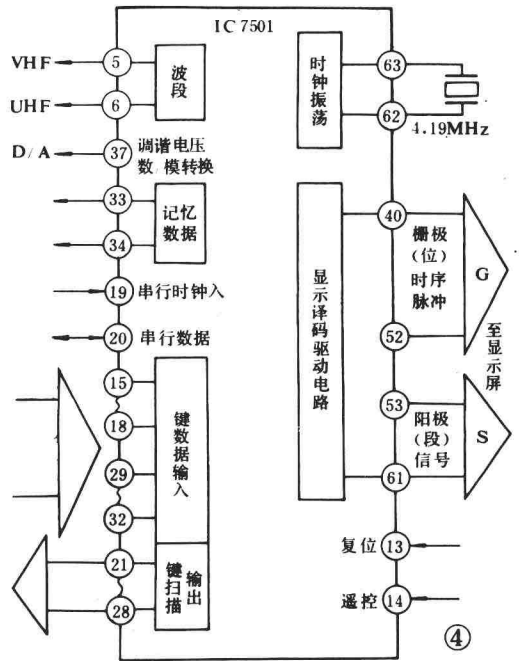 IC 7501
VHF
5
UHF
6
波段
D/A
37
调谐电压
数/模转换
33
34
记忆
数据
19
串行时钟入
20
串行数据
15
18
29
32
键数据输入
21
28
键扫描
输出
时钟振荡
63
62
4.19MHz
显示译码驱动电路
40
52
栅极
(位)
时序
脉冲
G
至显示屏
53
61
阳极
(段)
信号
S
复位
13
遥控
14
④